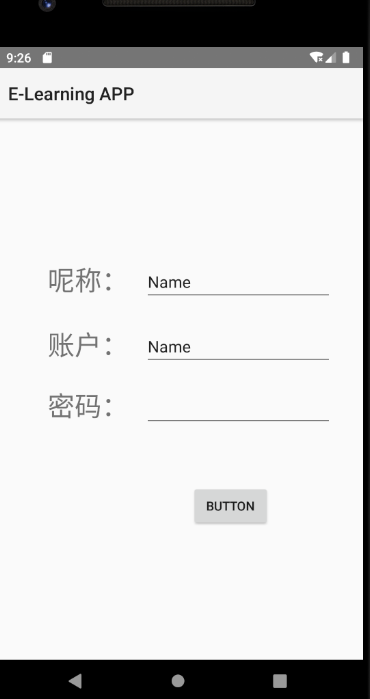 9:26
E-Learning APP
呢称： Name
账户： Name
密码：
BUTTON